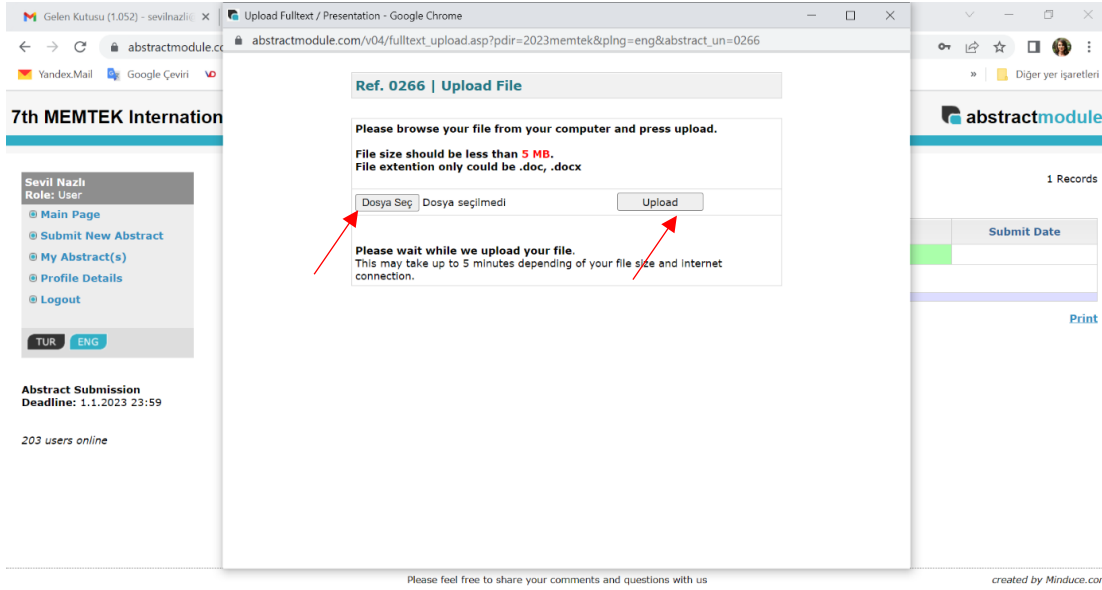 Gelen Kutusu (1.052) - sevilnazli
Upload Fulltext / Presentation - Google Chrome
abstractmodule.co
abstractmodule.com/v04/fulltext_upload.asp?pdir=2023memtek&plng=eng&abstract_un=0266
Yandex.Mail
Google Çeviri
»
Diğer yer işaretleri
7th MEMTEK Internation
abstractmodule
Ref. 0266 | Upload File
Please browse your file from your computer and press upload.
File size should be less than 5 MB.
File extention only could be .doc, .docx
Dosya Seç Dosya seçilmedi
Upload
Please wait while we upload your file.
This may take up to 5 minutes depending of your file size and internet
connection.
Sevil Nazlı
Role: User
Main Page
Submit New Abstract
My Abstract(s)
Profile Details
Logout
TUR ENG
Abstract Submission
Deadline: 1.1.2023 23:59
203 users online
1 Records
Submit Date
Print
Please feel free to share your comments and questions with us
created by Minduce.com